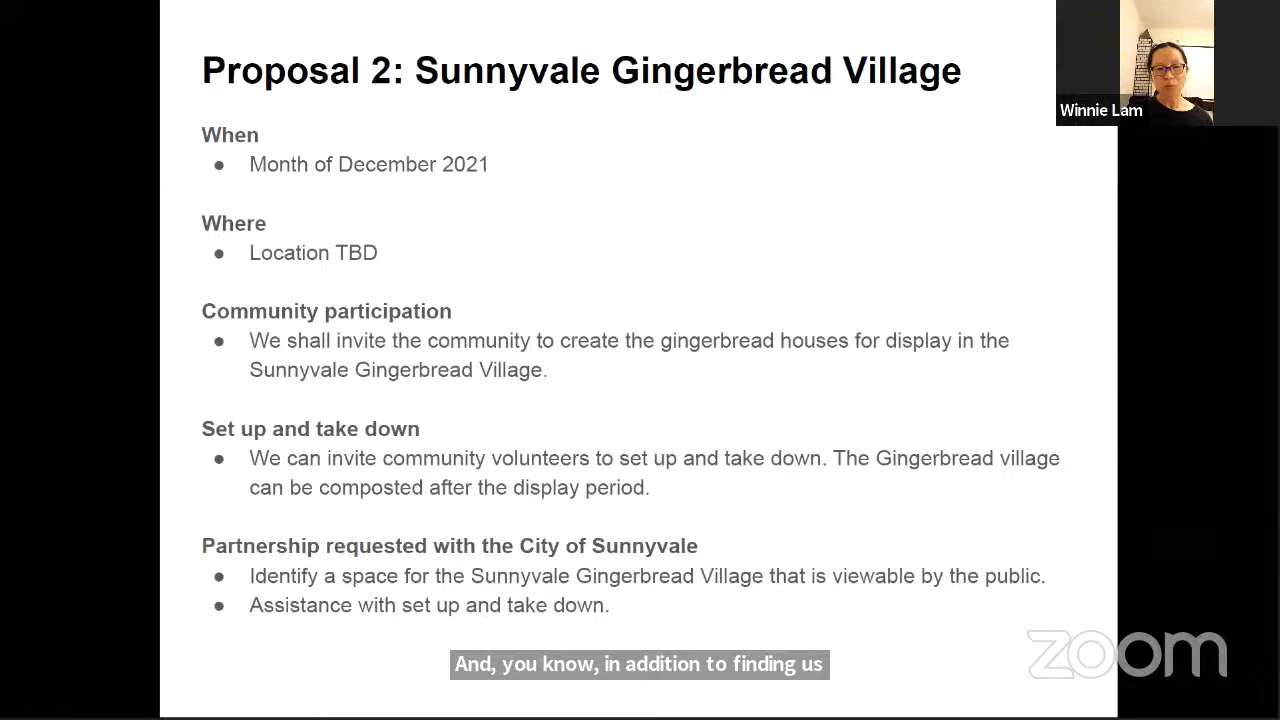 Proposal 2: Sunnyvale Gingerbread Village
Winnie Lam
When
● Month of December 2021
Where
● Location TBD
Community participation
● We shall invite the community to create the gingerbread houses for display in the
Sunnyvale Gingerbread Village.
Set up and take down
● We can invite community volunteers to set up and take down. The Gingerbread village
can be composted after the display period.
Partnership requested with the City of Sunnyvale
● Identify a space for the Sunnyvale Gingerbread Village that is viewable by the public.
● Assistance with set up and take down.
zoom
And, you know, in addition to finding us